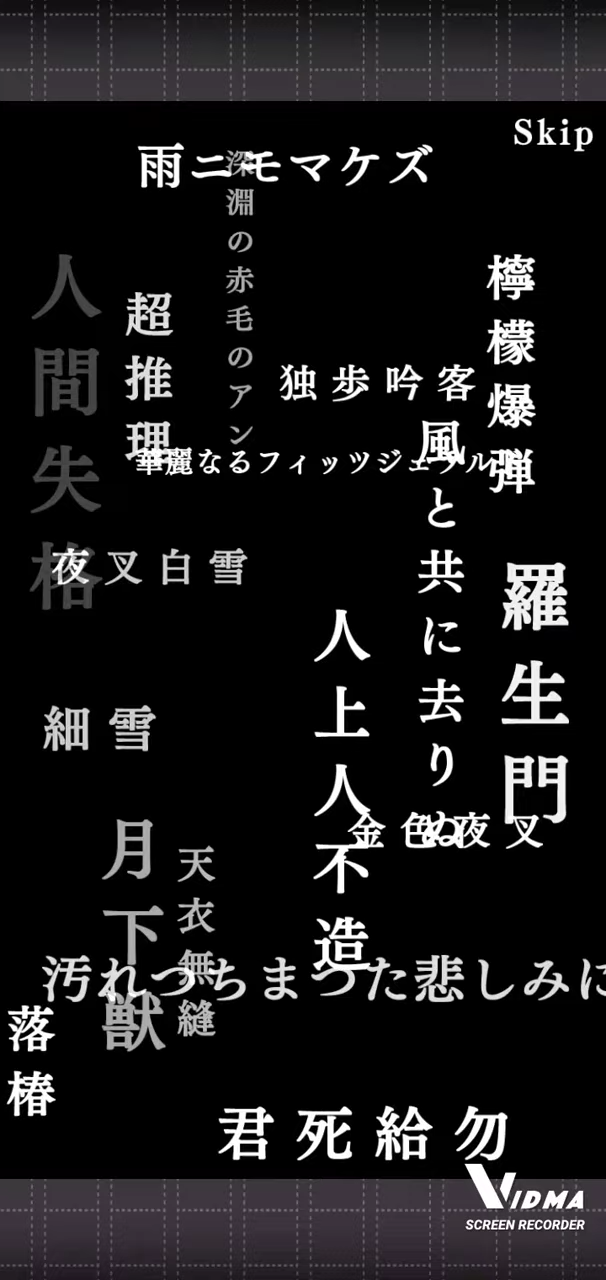 Skip
雨ニモマケズ
深淵の赤毛のアン
人間失格
超推理
檸檬爆弾
独歩吟客
風と共に去りぬ
華麗なるフィッツジェラル
夜叉白雪
羅生門
人上人不造
細雪
金色夜叉
月下獣
天衣無縫
汚れつちまつた悲しみに
落椿
君死給勿
VIDMA
SCREEN RECORDER